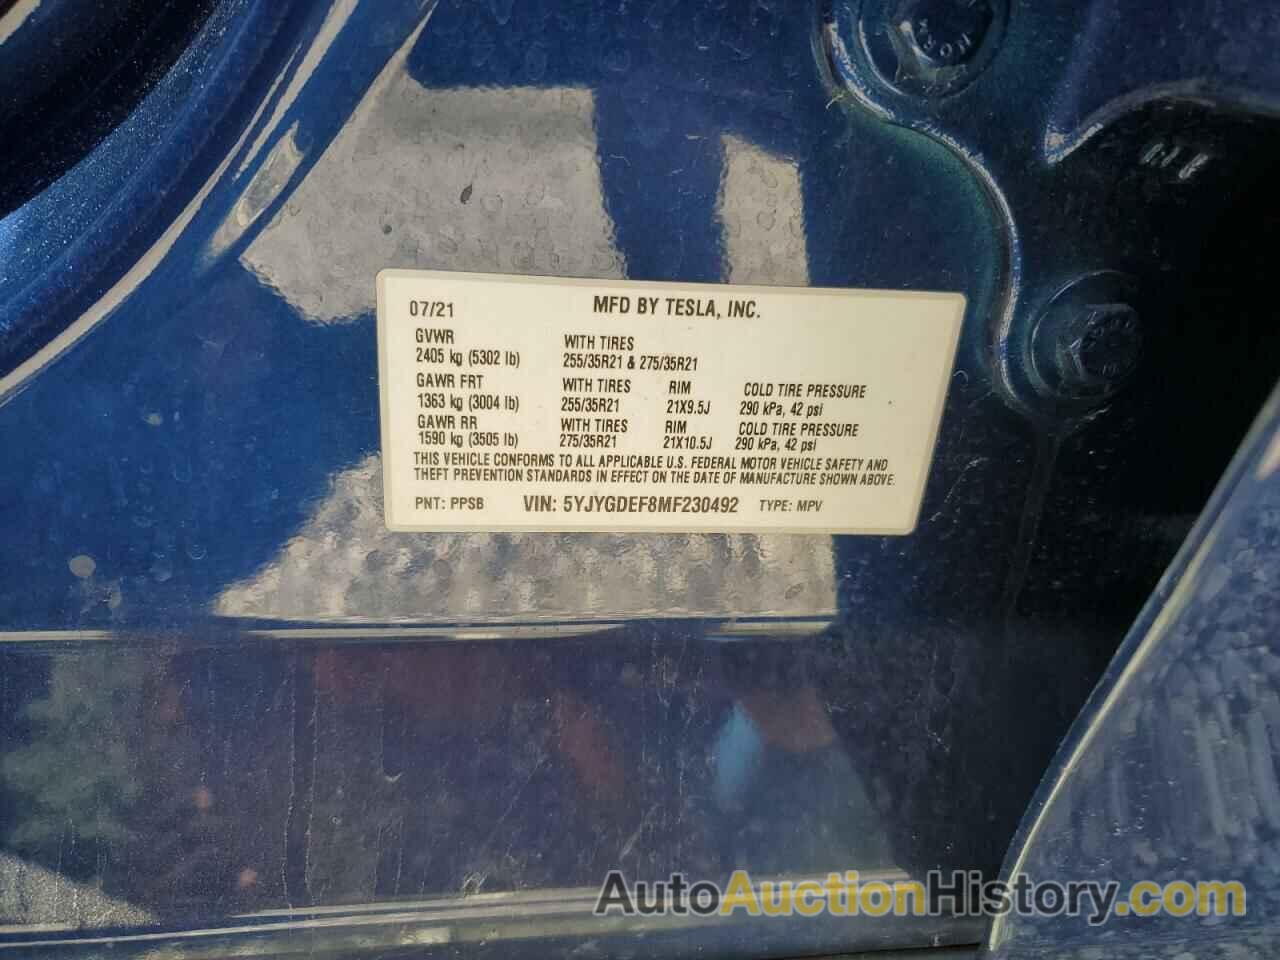 07/21 MFD BY TESLA, INC.
GVWR WITH TIRES
2405 kg (5302 lb) 255/35R21 & 275/35R21
GAWR FRT WITH TIRES RIM COLD TIRE PRESSURE
1363 kg (3004 lb) 255/35R21 21X9.5J 290 kPa, 42 psi
GAWR RR WITH TIRES RIM COLD TIRE PRESSURE
1590 kg (3505 lb) 275/35R21 21X10.5J 290 kPa, 42 psi
THIS VEHICLE CONFORMS TO ALL APPLICABLE U.S. FEDERAL MOTOR VEHICLE SAFETY AND
THEFT PREVENTION STANDARDS IN EFFECT ON THE DATE OF MANUFACTURE SHOWN ABOVE.
PNT: PPSB VIN: 5YJYGDEF8MF230492 TYPE: MPV
AutoAuctionHistory.com